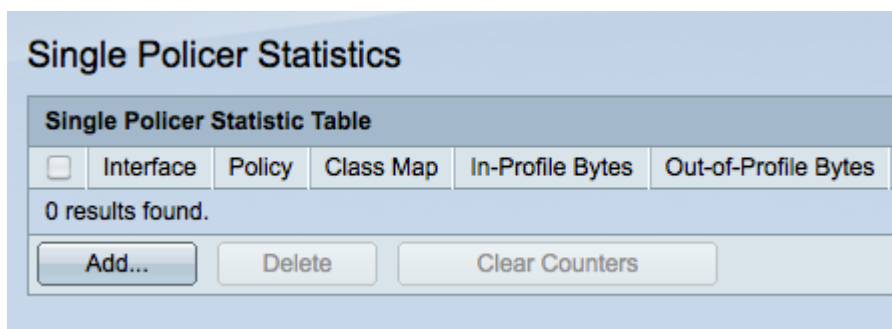 Single Policer Statistics
Single Policer Statistic Table
Interface Policy Class Map In-Profile Bytes Out-of-Profile Bytes
0 results found.
Add... Delete Clear Counters